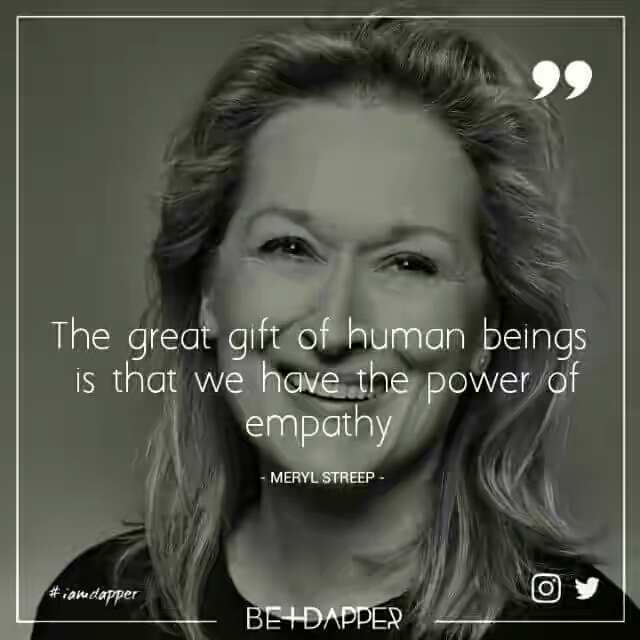 ”
The great gift of human beings
is that we have the power of
empathy
- MERYL STREEP -
#iamdapper
BE+DAPPER